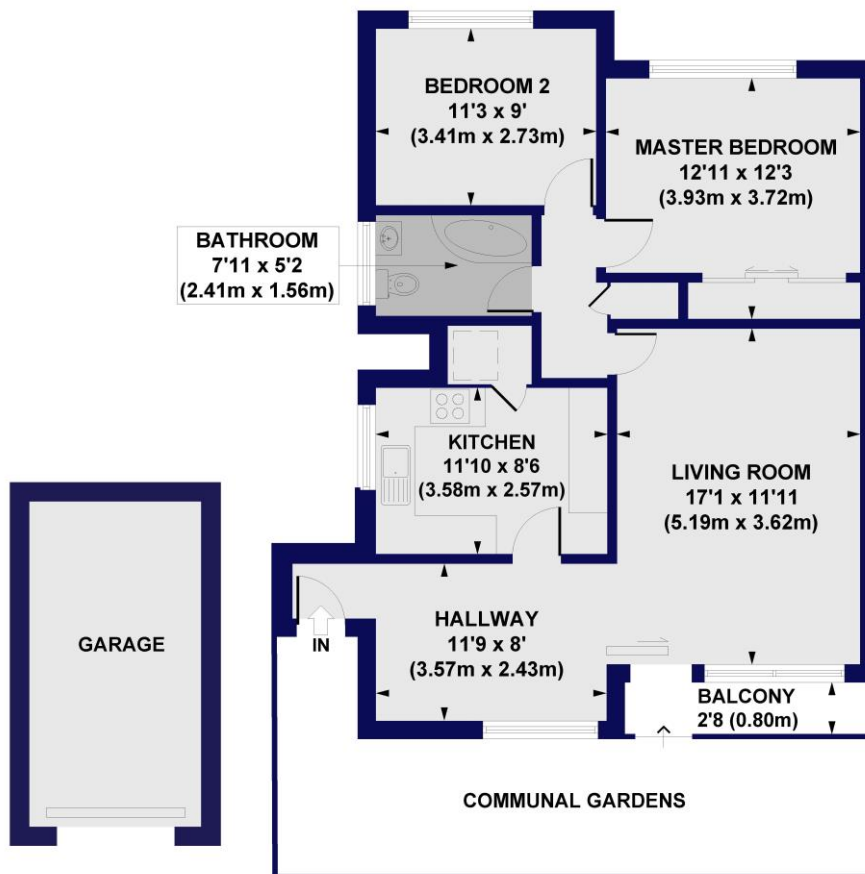 BEDROOM 2
11'3 x 9'
(3.41m x 2.73m)
MASTER BEDROOM
12'11 x 12'3
(3.93m x 3.72m)
BATHROOM
7'11 x 5'2
(2.41m x 1.56m)
KITCHEN
11'10 x 8'6
(3.58m x 2.57m)
LIVING ROOM
17'1 x 11'11
(5.19m x 3.62m)
GARAGE
IN
HALLWAY
11'9 x 8'
(3.57m x 2.43m)
BALCONY
2'8 (0.80m)
COMMUNAL GARDENS